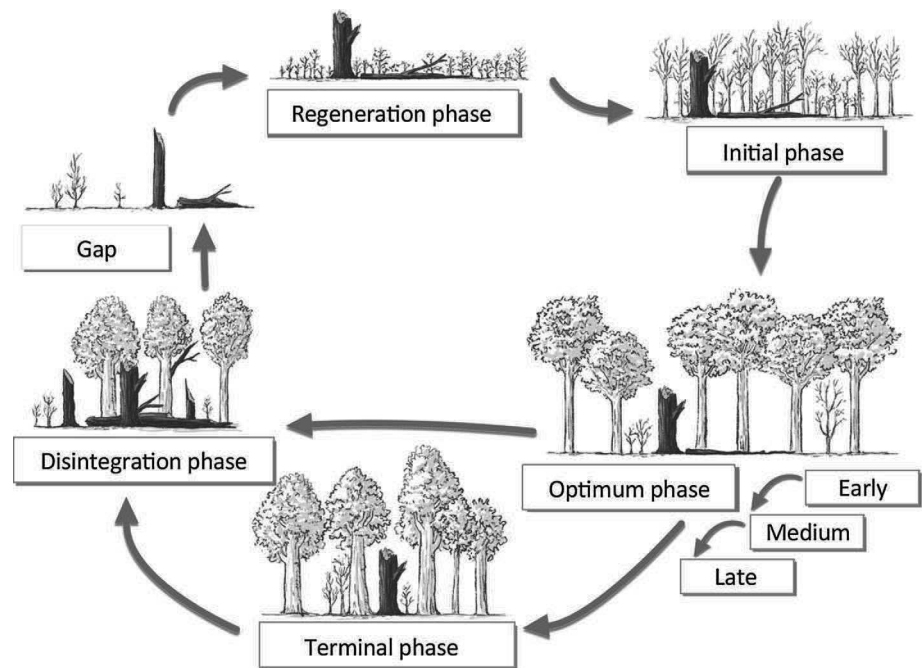 Regeneration phase
Initial phase
Gap
Disintegration phase
Optimum phase
Early
Medium
Late
Terminal phase